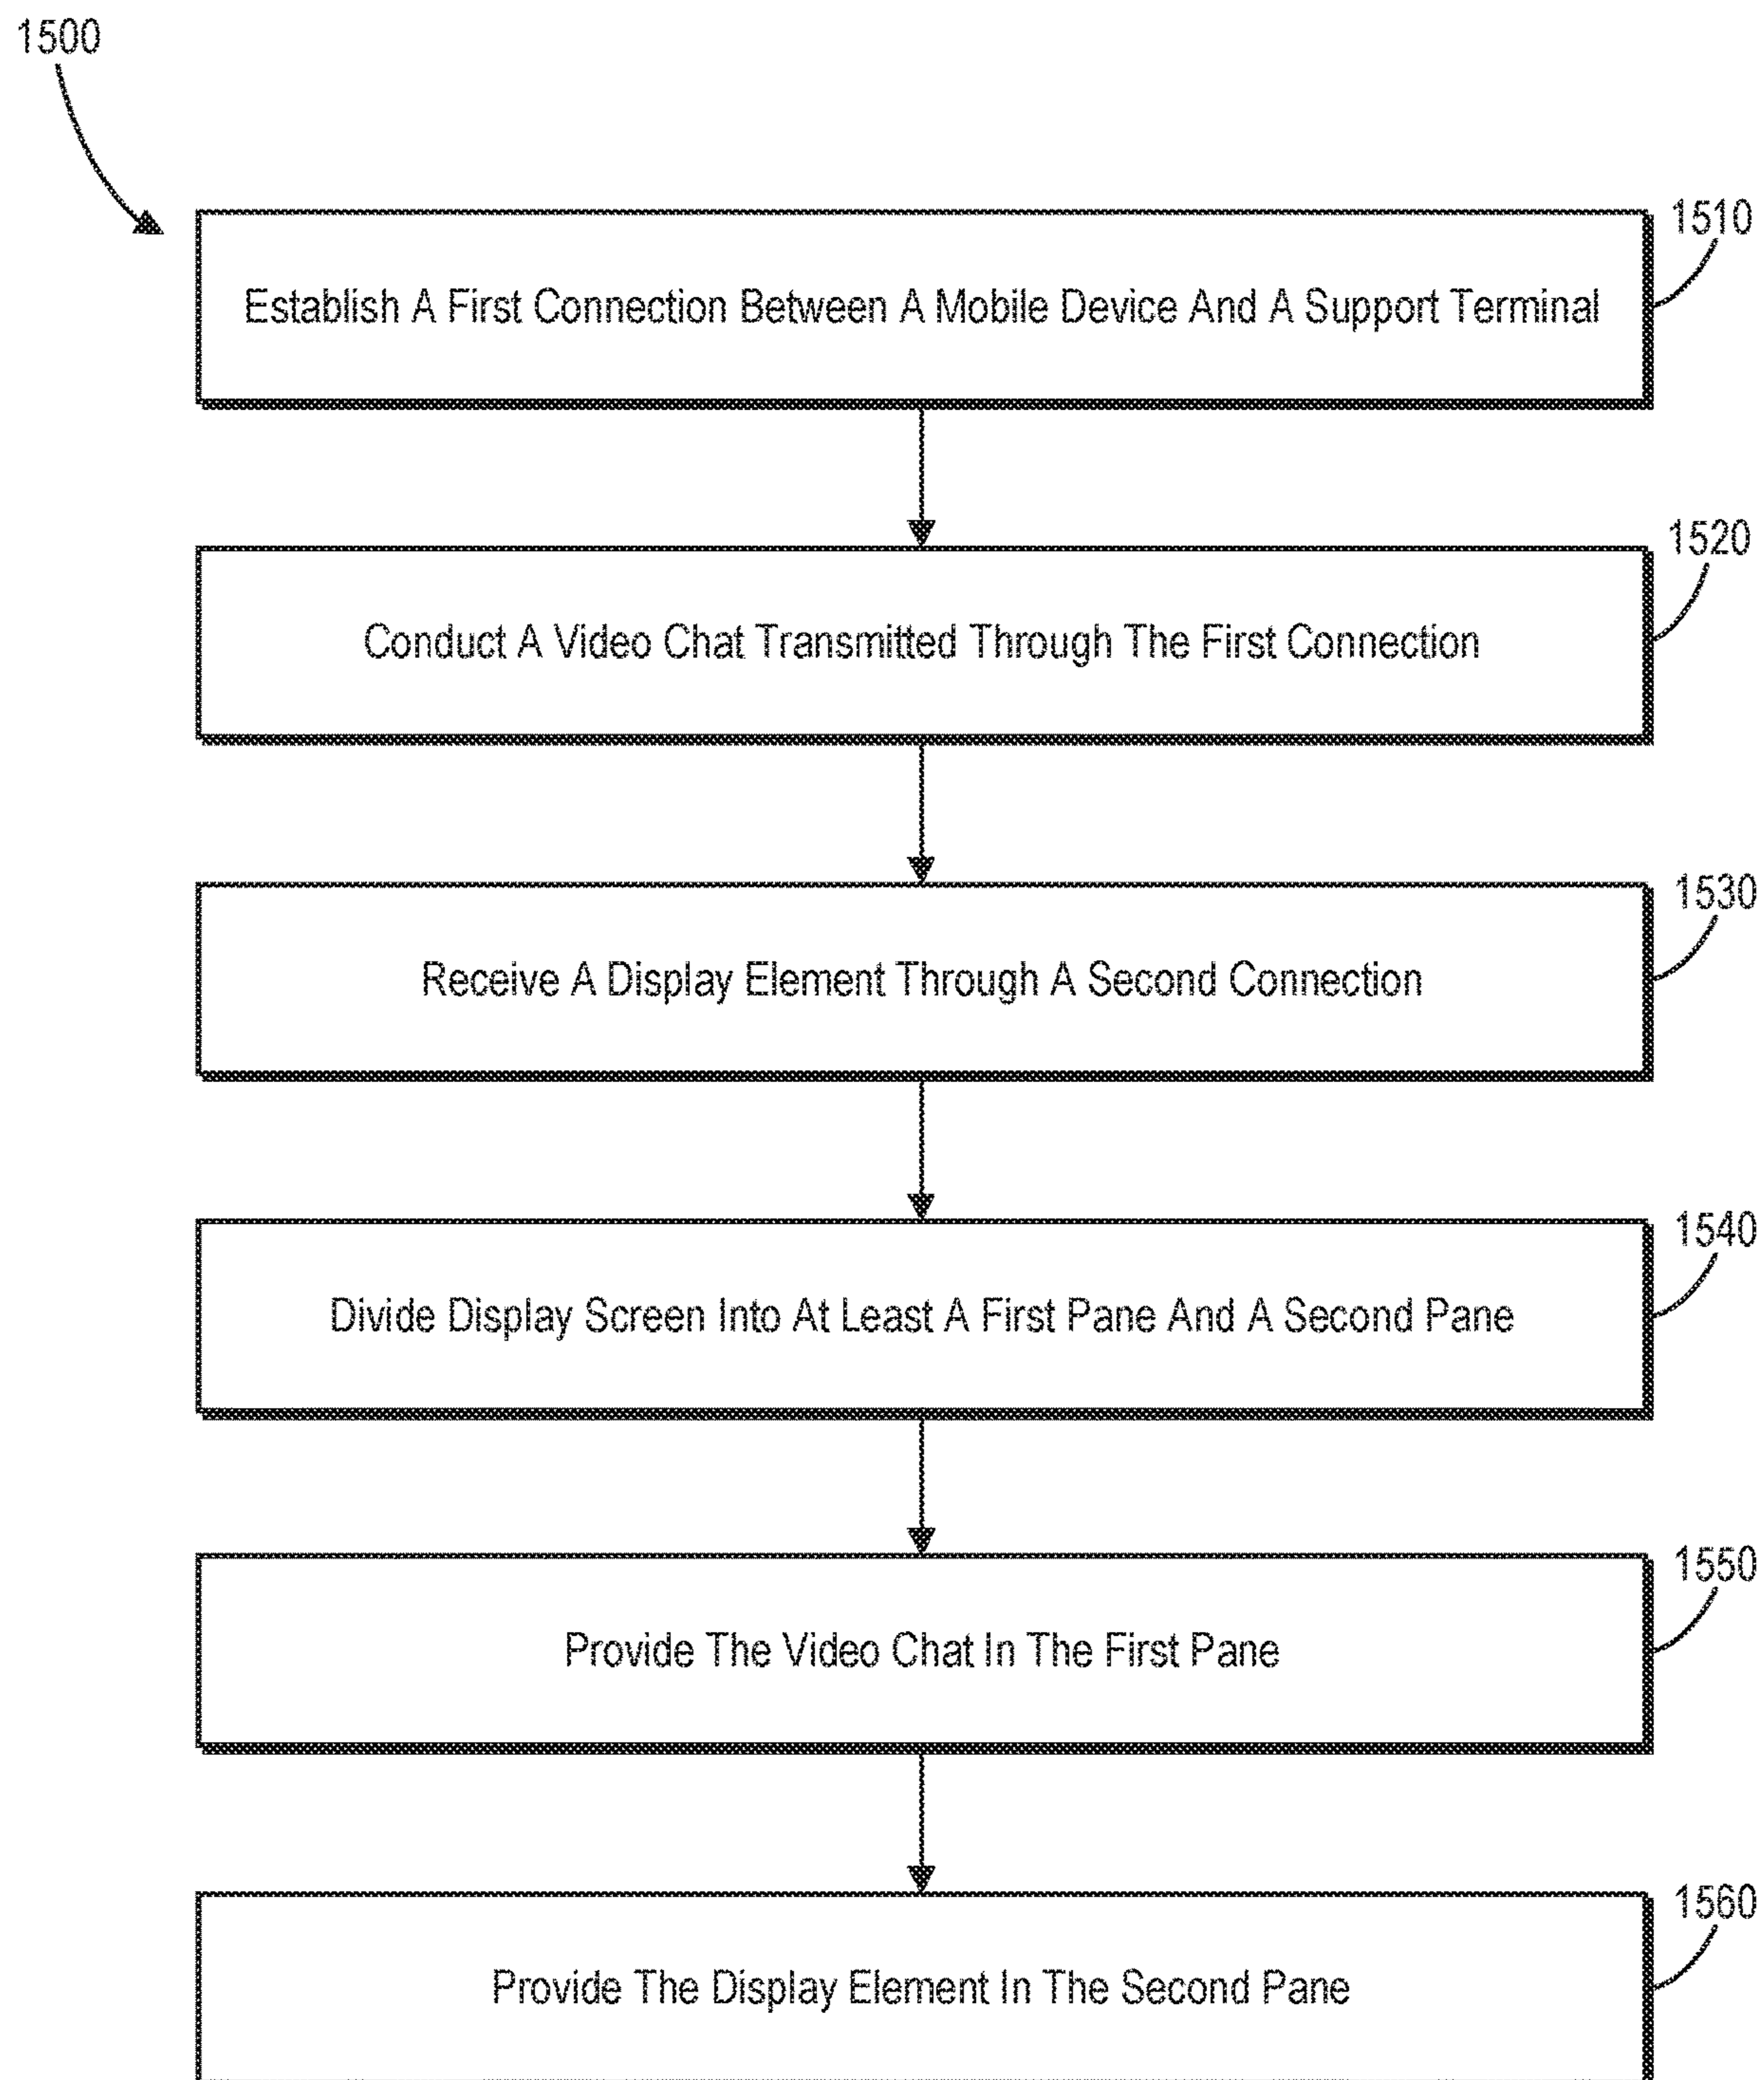 1500
1510
Establish A First Connection Between A Mobile Device And A Support Terminal
1520
Conduct A Video Chat Transmitted Through The First Connection
1530
Receive A Display Element Through A Second Connection
1540
Divide Display Screen Into At Least A First Pane And A Second Pane
1550
Provide The Video Chat In The First Pane
1560
Provide The Display Element In The Second Pane